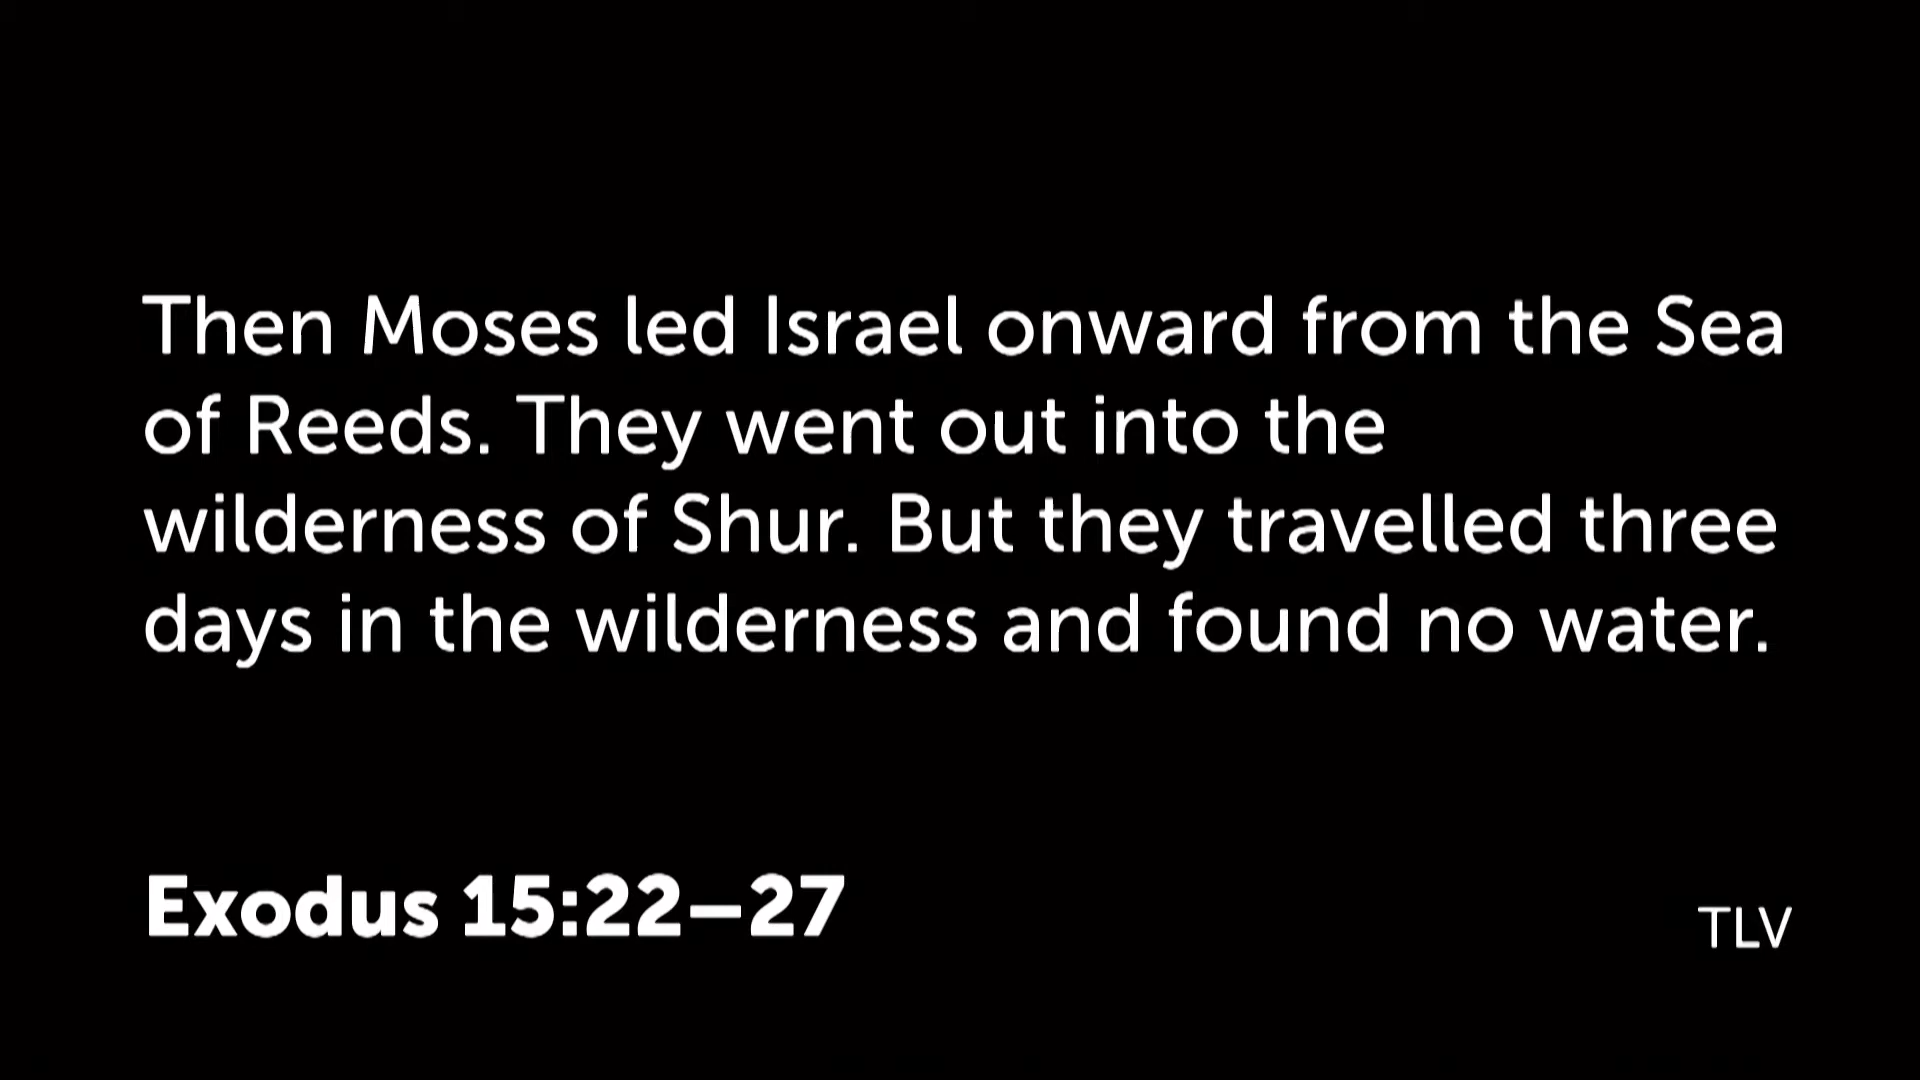 Then Moses led Israel onward from the Sea
of Reeds. They went out into the
wilderness of Shur. But they travelled three
days in the wilderness and found no water.
Exodus 15:22–27
TLV